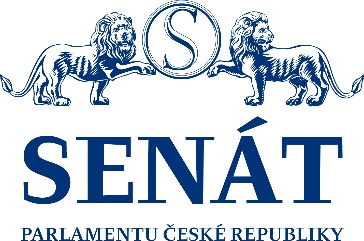 S
SENÁT
PARLAMENTU ČESKÉ REPUBLIKY